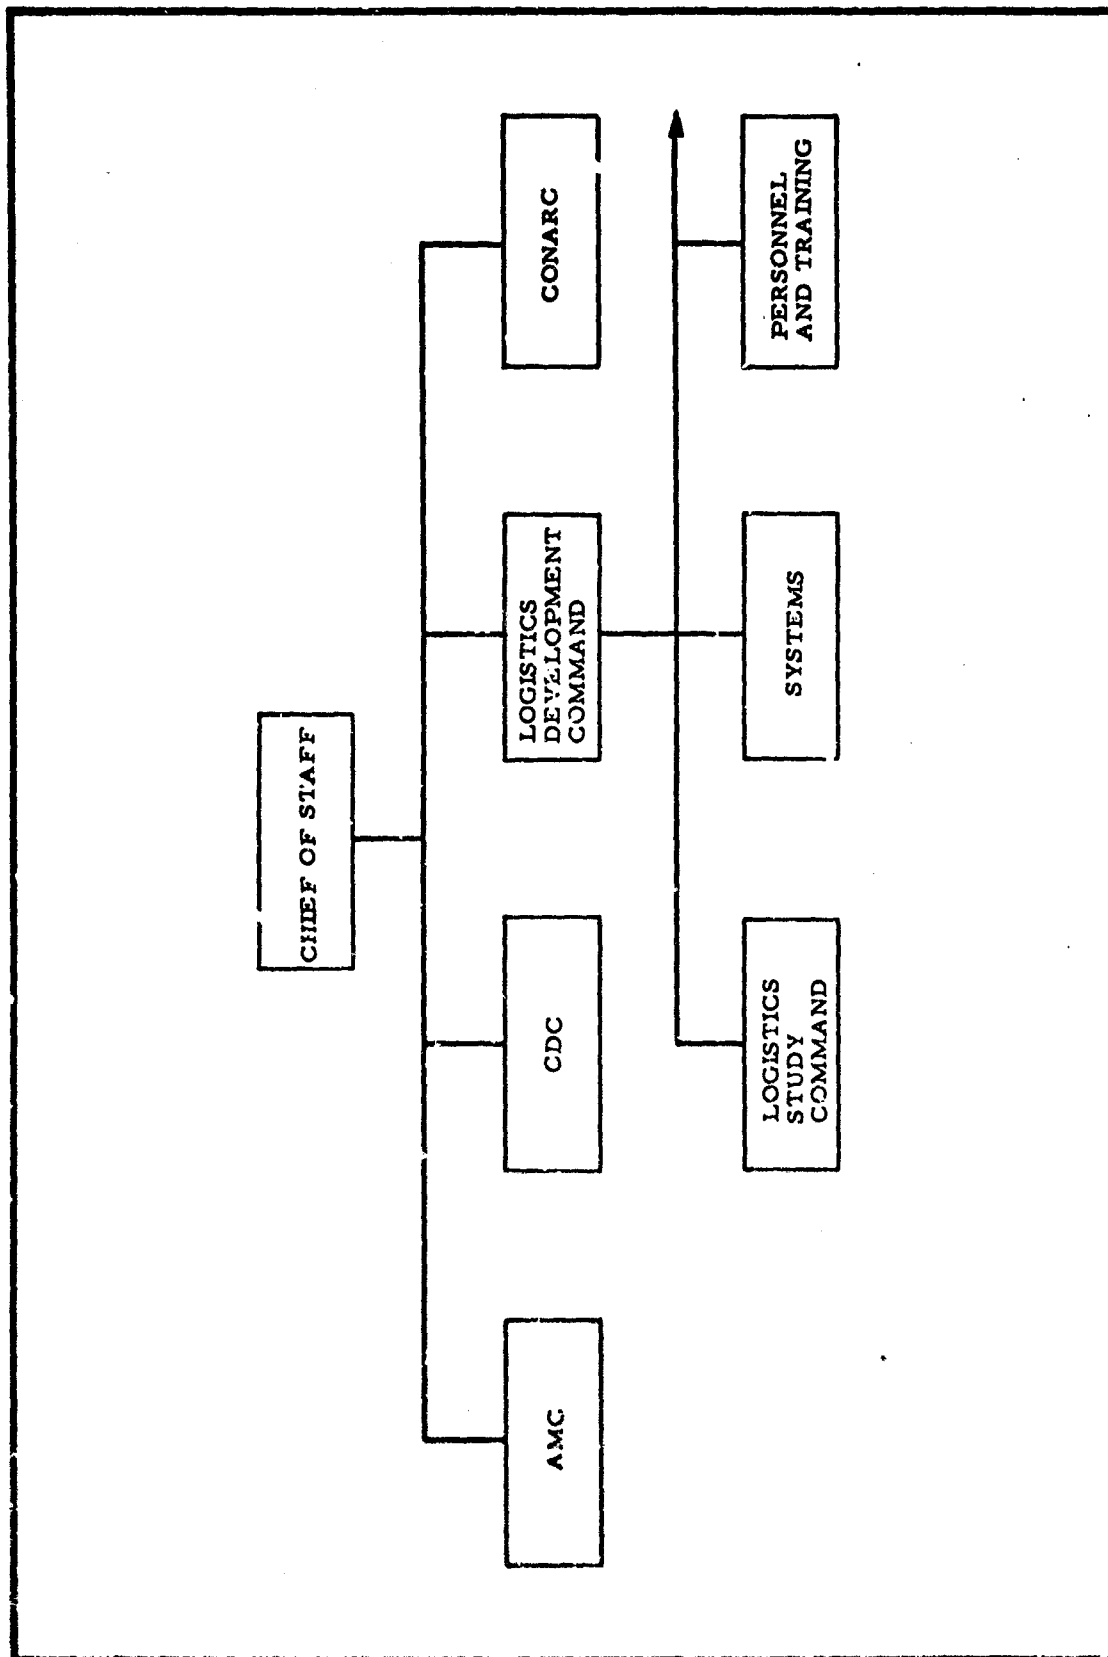 CHIEF OF STAFF
AMC
CDC
LOGISTICS
DEVELOPMENT
COMMAND
CONARC
LOGISTICS
STUDY
COMMAND
SYSTEMS
PERSONNEL
AND TRAINING